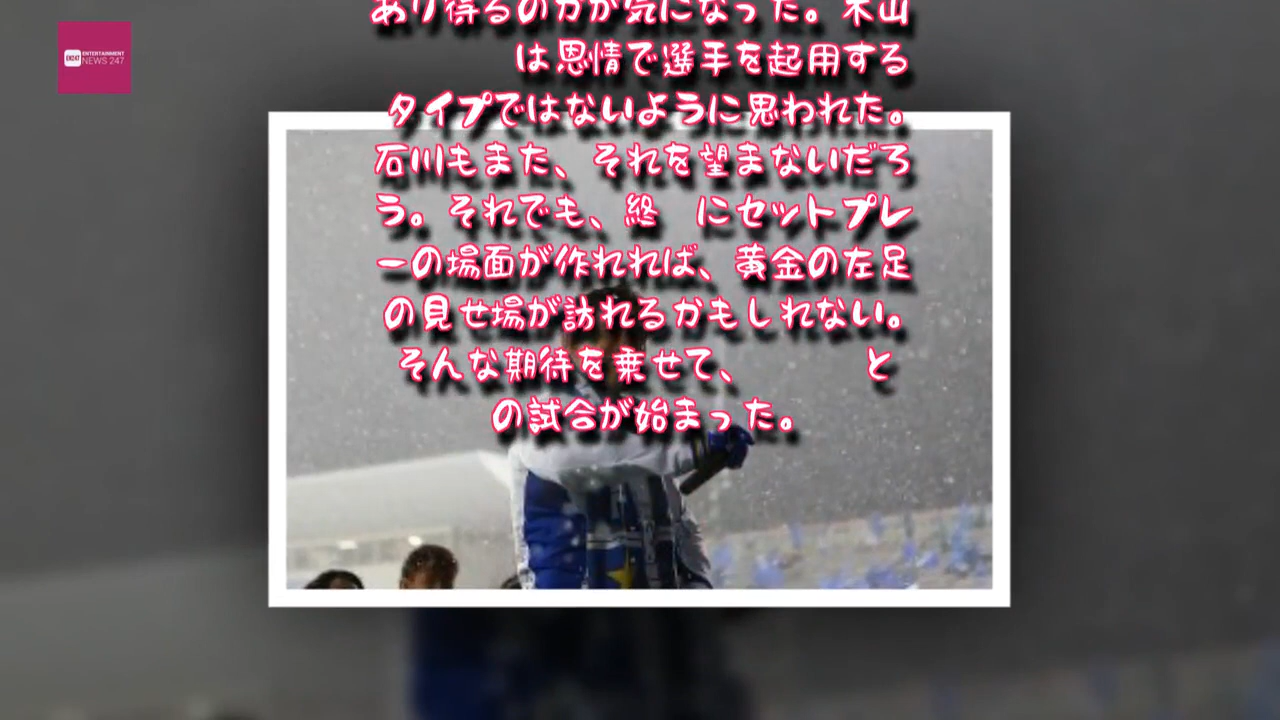 ENTERTAINMENT
EN247 NEWS 247
あり得るのかが気になった。木山
は恩情で選手を起用する
タイプではないように思われた。
石川もまた、それを望まないだろ
う。それでも、終 にセットプレ
ーの場面が作れれば、黄金の左足
の見せ場が訪れるかもしれない。
そんな期待を乗せて、 と
の試合が始まった。